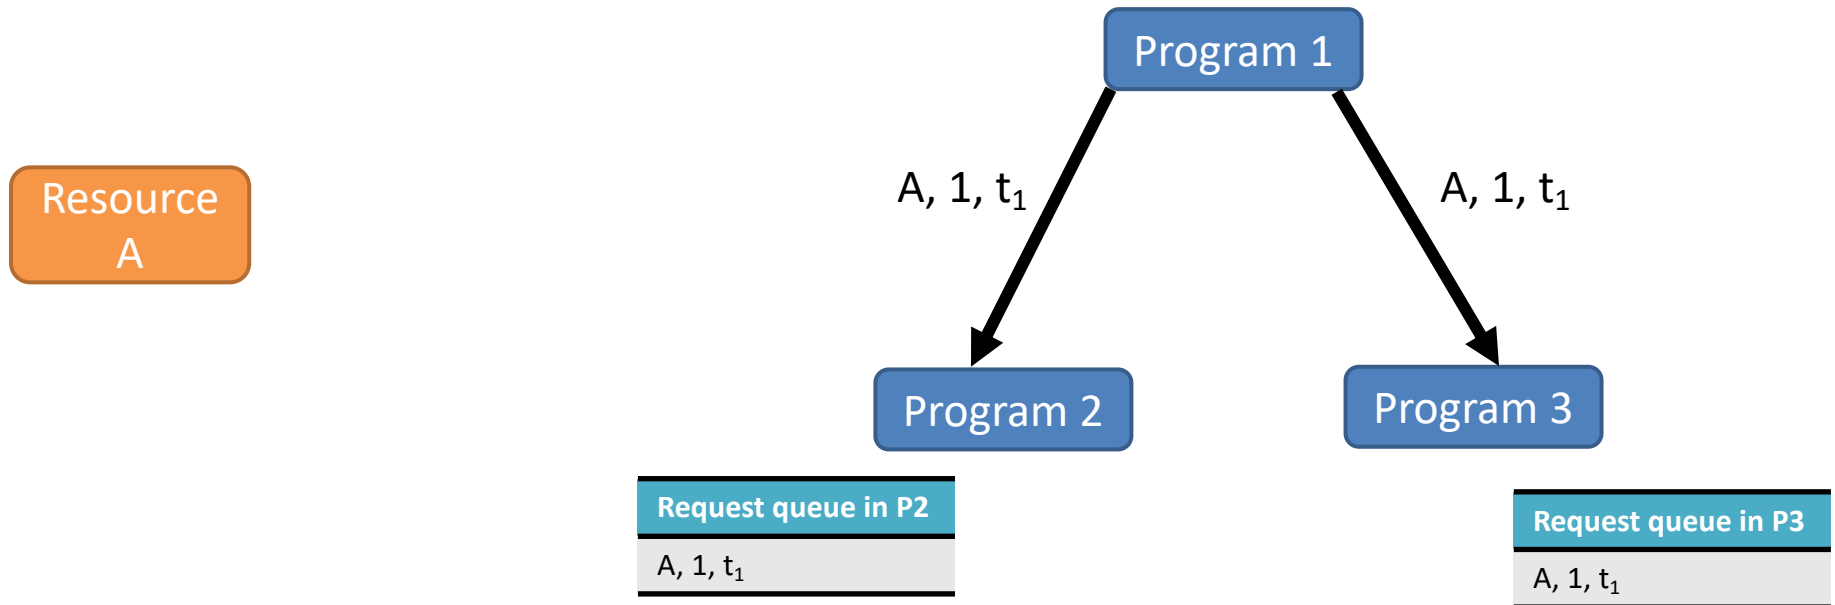 Program 1
Resource
A
A, 1, t₁
A, 1, t₁
Program 2
Program 3
Request queue in P2
A, 1, t₁
Request queue in P3
A, 1, t₁